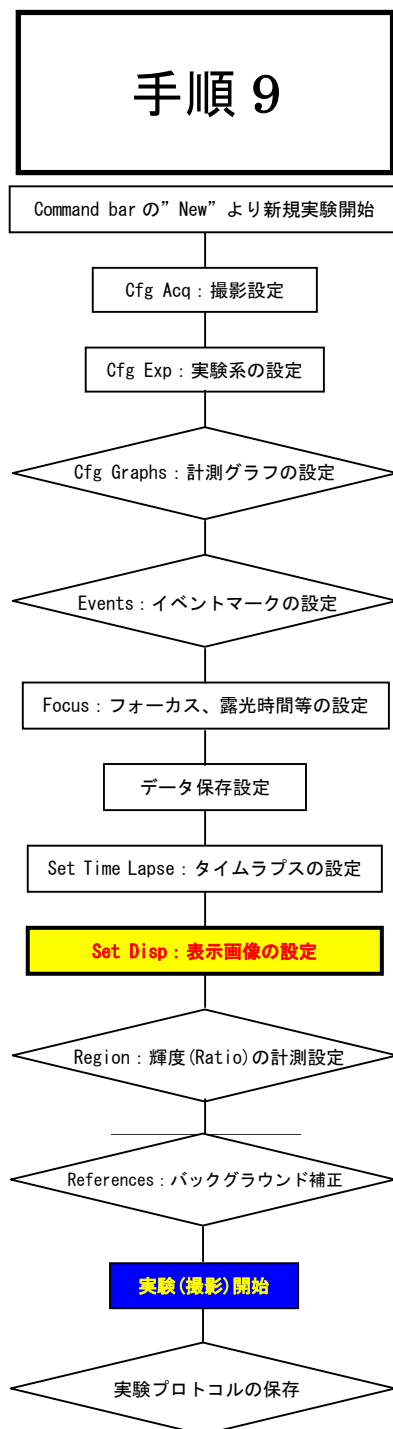 手順 9
Command bar の”New”より新規実験開始
Cfg Acq：撮影設定
Cfg Exp：実験系の設定
Cfg Graphs：計測グラフの設定
Events：イベントマークの設定
Focus：フォーカス、露光時間等の設定
データ保存設定
Set Time Lapse：タイムラプスの設定
Set Disp：表示画像の設定
Region：輝度(Ratio)の計測設定
References：バックグラウンド補正
実験(撮影)開始
実験プロトコルの保存